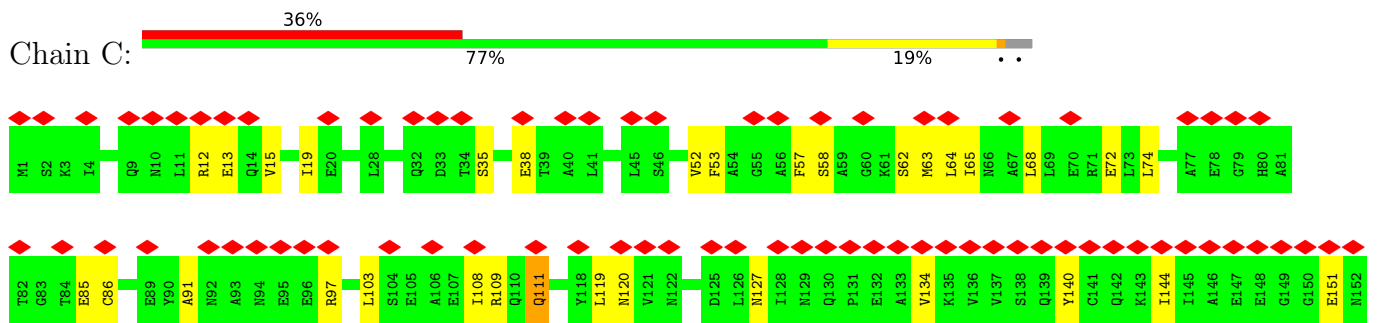 36%
Chain C:
77% 19% • •
M1 S2 K3 I4 Q9 N10 L11 R12 E13 Q14 V15 I19 E20 L28 Q32 D33 T34 S35 E38 T39 A40 L41 L45 S46 V52 F53 A54 G55 A56 F57 S58 A59 G60 K61 S62 M63 L64 I65 N66 A67 L68 L69 E70 R71 E72 L73 L74 A77 E78 G79 H80 A81
T82 G83 T84 E85 C86 E89 Y90 A91 N92 A93 N94 E95 E96 R97 L103 S104 E105 A106 E107 I108 R109 Q110 Q111 Y118 L119 N120 V121 N122 D125 L126 N127 I128 N129 Q130 P131 E132 A133 V134 K135 V136 V137 S138 Q139 Y140 C141 Q142 K143 I144 I145 A146 E147 E148 G149 G150 E151 N152